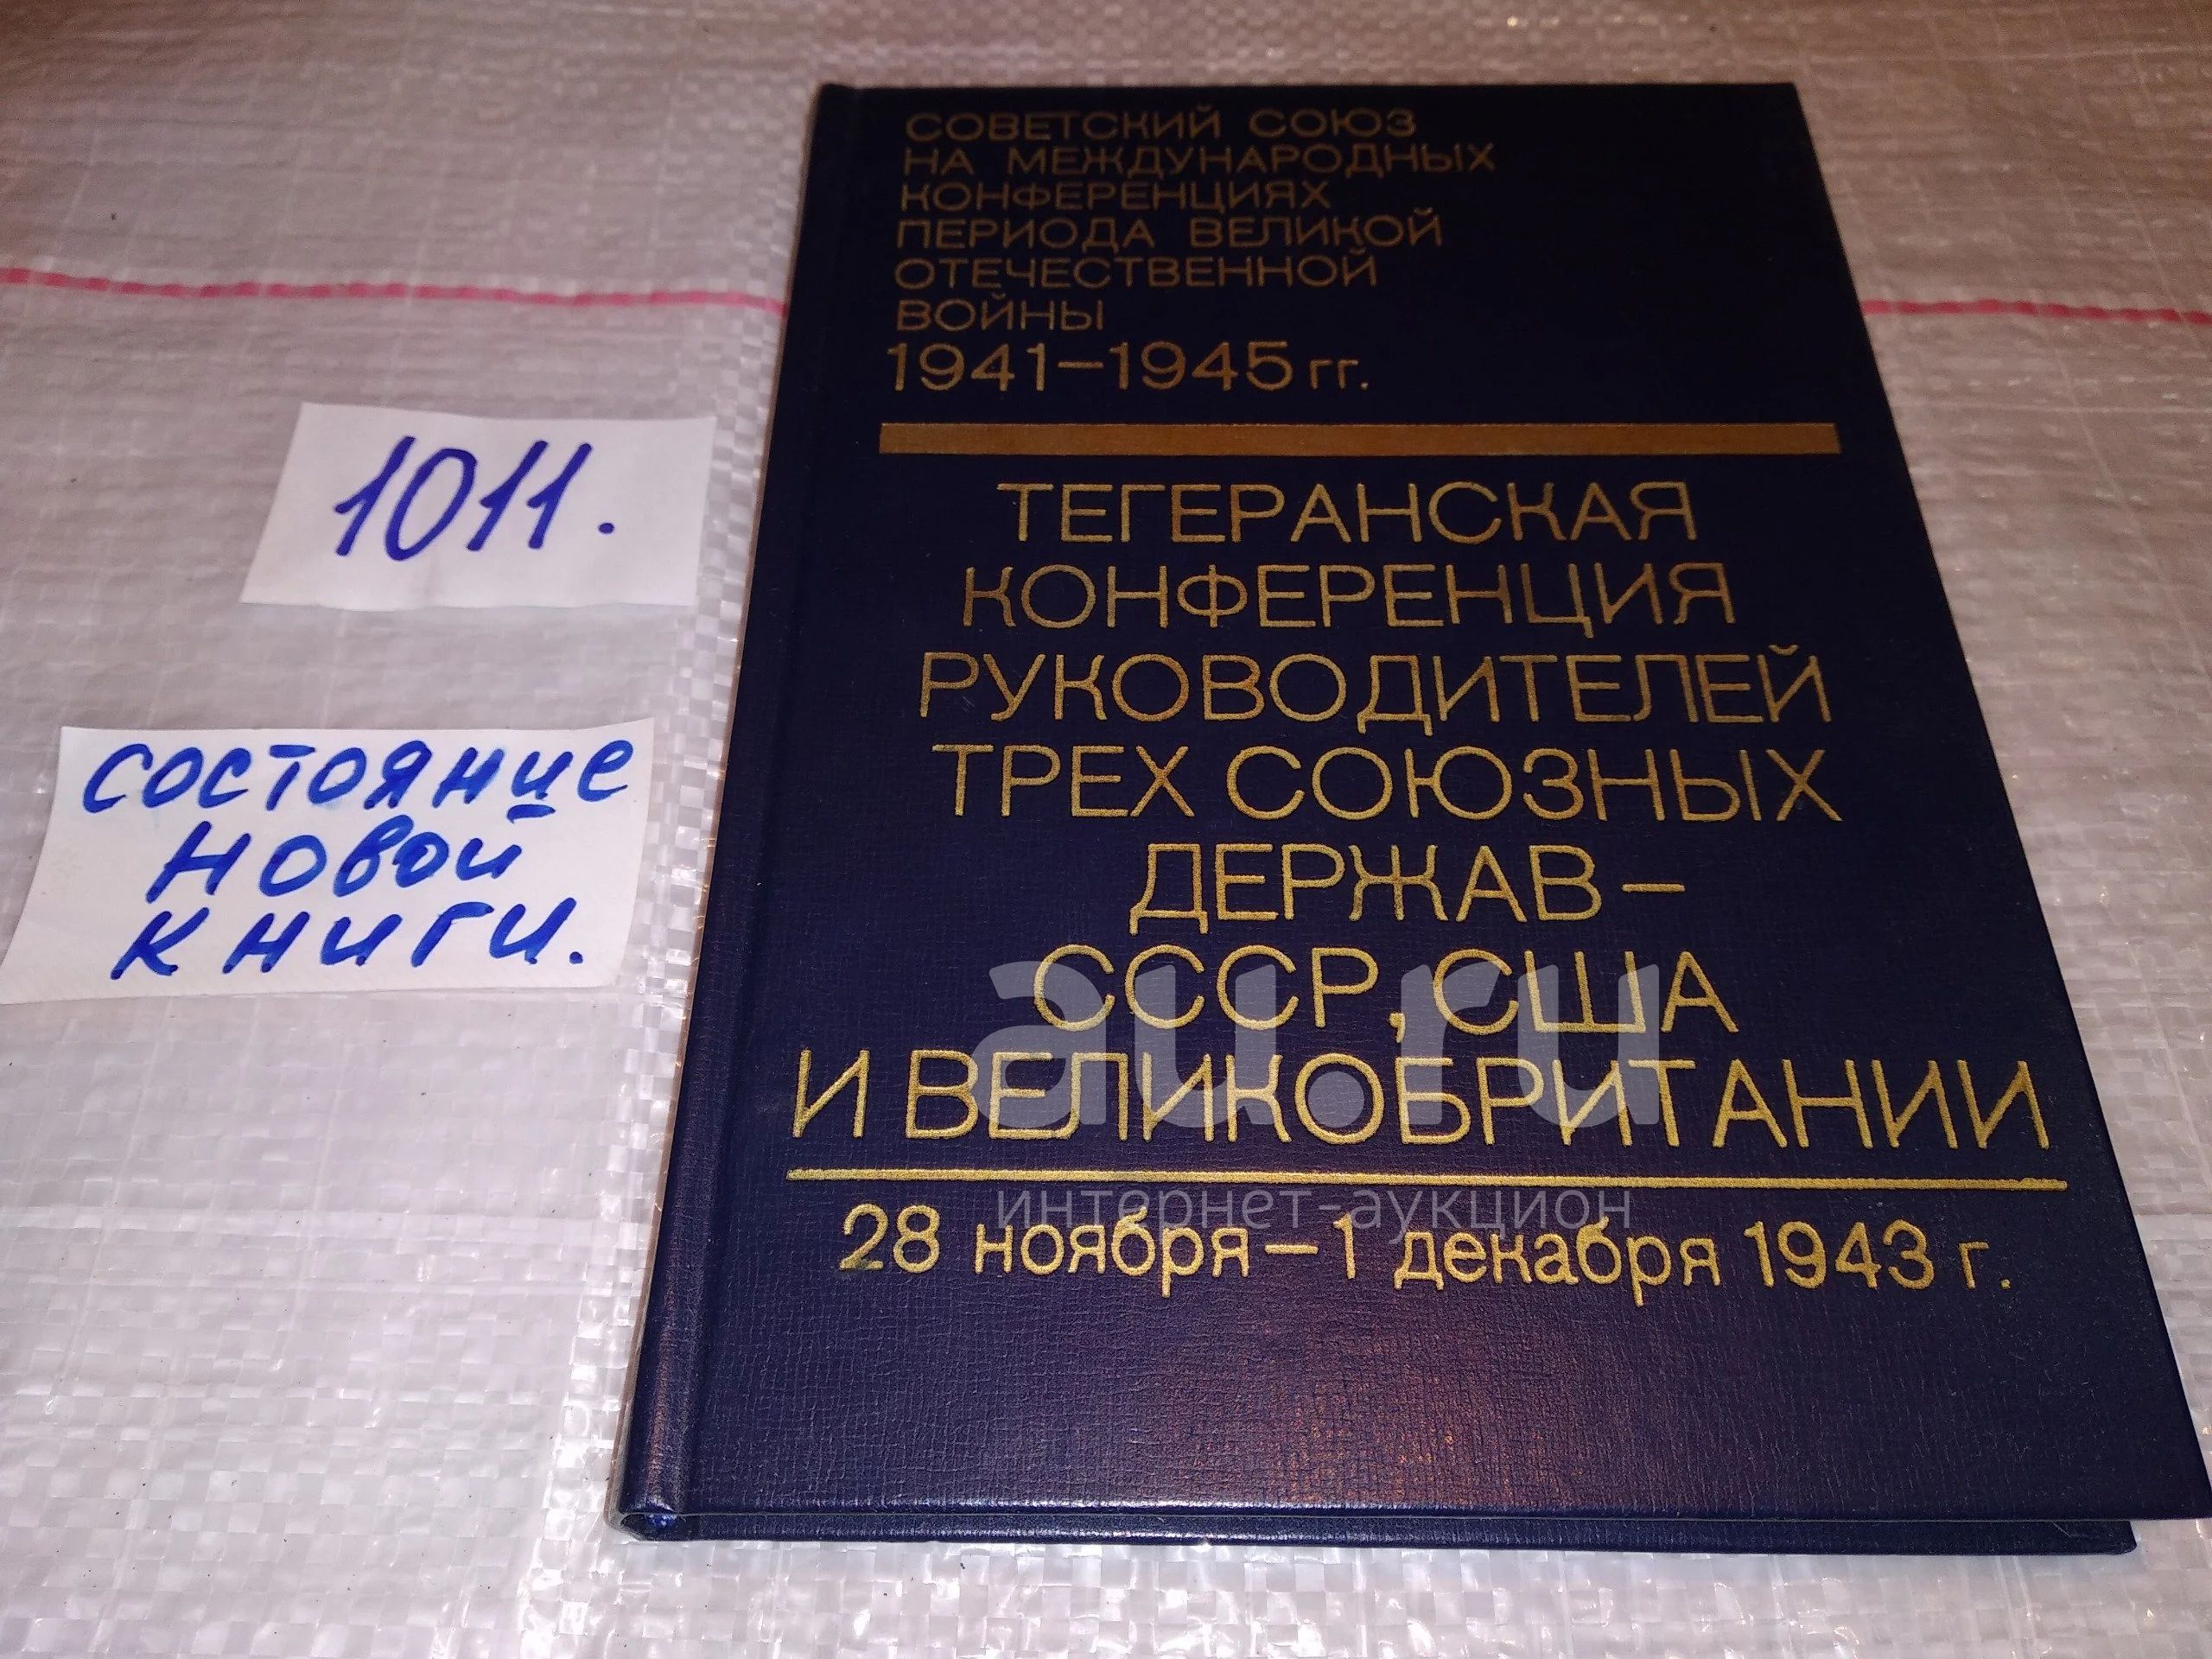 СОВЕТСКИЙ СОЮЗ
НА МЕЖДУНАРОДНЫХ
КОНФЕРЕНЦИЯХ
ПЕРИОДА ВЕЛИКОЙ
ОТЕЧЕСТВЕННОЙ
ВОЙНЫ
1941–1945 гг.
ТЕГЕРАНСКАЯ
КОНФЕРЕНЦИЯ
РУКОВОДИТЕЛЕЙ
ТРЕХ СОЮЗНЫХ
ДЕРЖАВ –
СССР, США
И ВЕЛИКОБРИТАНИИ
28 ноября – 1 декабря 1943 г.
1011.
состояние
новой
книги.
au.ru
интернет-аукцион